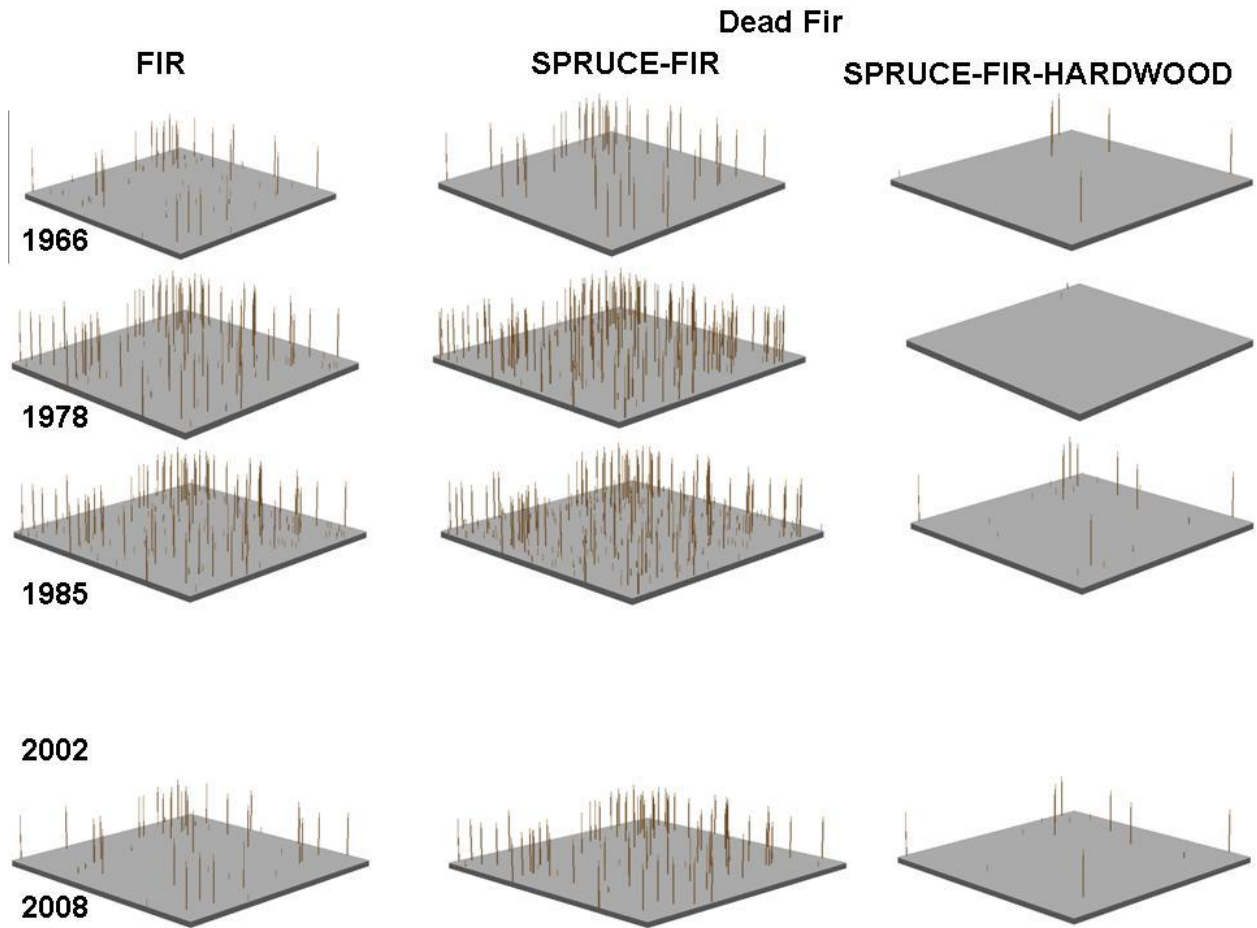 Dead Fir
FIR
SPRUCE-FIR
SPRUCE-FIR-HARDWOOD
1966
1978
1985
2002
2008